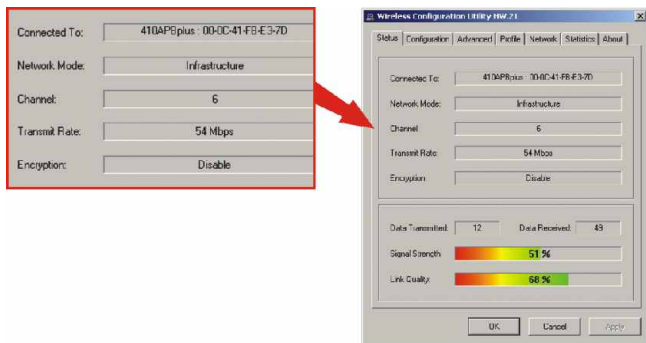 Connected To: 410APBplus : 00-0C-41-FB-E3-7D
Network Mode: Infrastructure
Channel: 6
Transmit Rate: 54 Mbps
Encryption: Disable
Wireless Configuration Utility HW.21
Status Configuration Advanced Profile Network Statistics About
Connected To: 410APBplus : 00-0C-41-FB-E3-7D
Network Mode: Infrastructure
Channel 6
Transmit Rate: 54 Mbps
Encryption Disable
Data Transmitted: 12 Data Received: 49
Signal Strength 51 %
Link Quality: 68 %
OK Cancel Apply